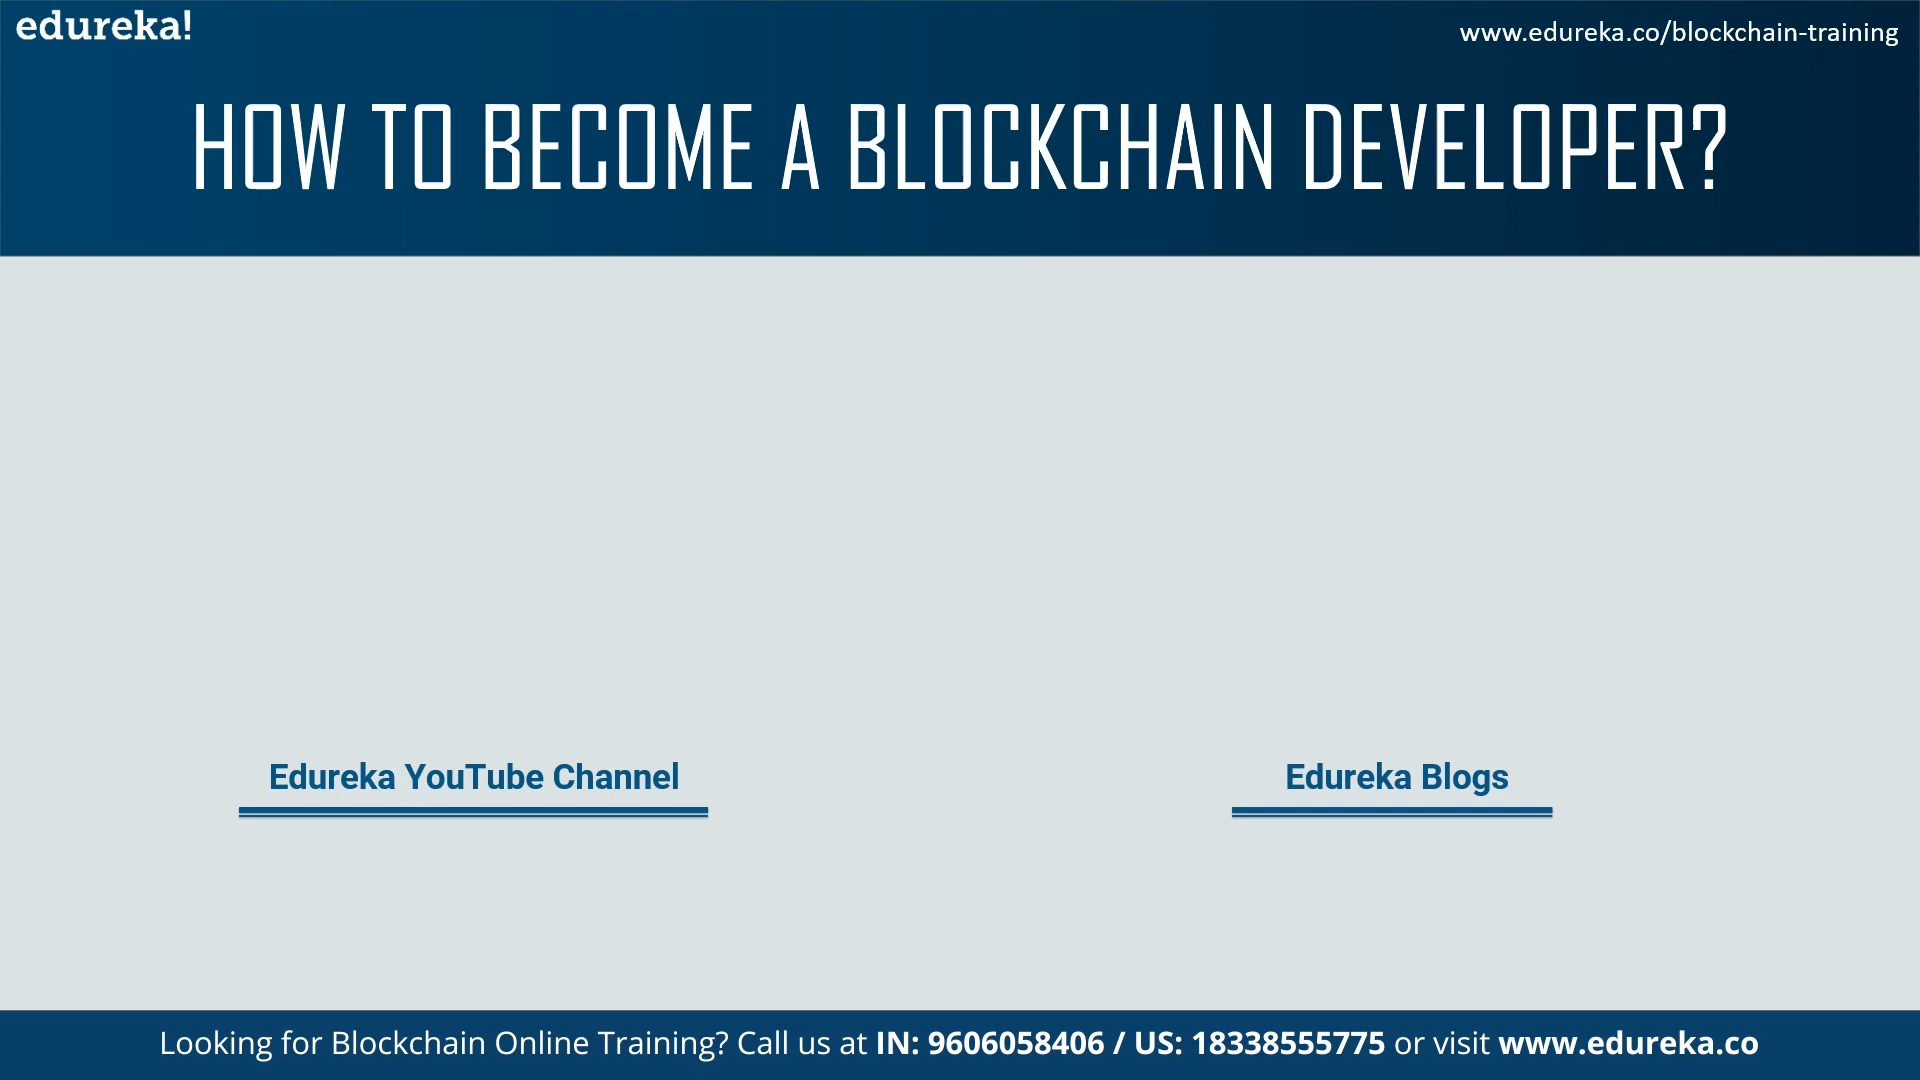 edureka!
www.edureka.co/blockchain-training
HOW TO BECOME A BLOCKCHAIN DEVELOPER?
Edureka YouTube Channel
Edureka Blogs
Looking for Blockchain Online Training? Call us at IN: 9606058406 / US: 18338555775 or visit www.edureka.co